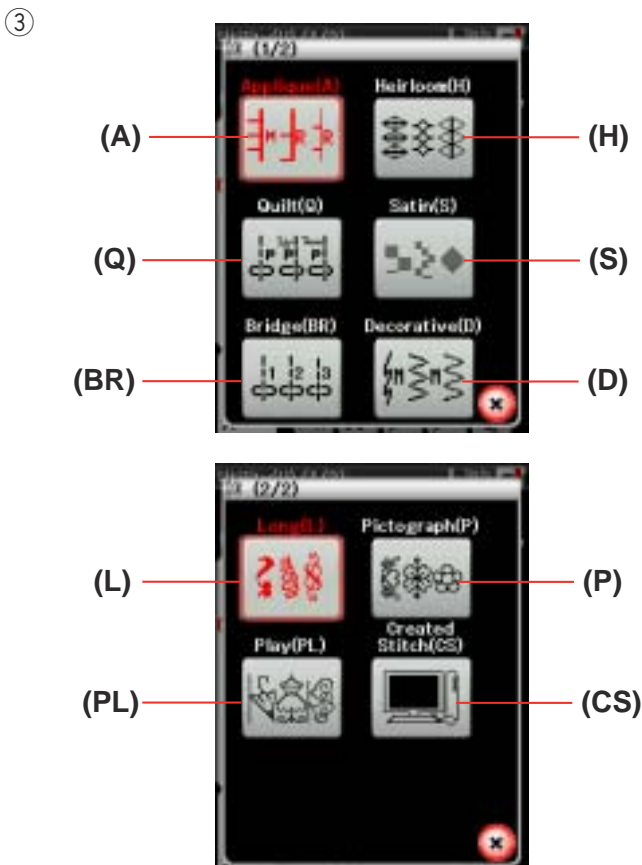 ③
(1/2)
Applique(A) Heirloom(H)
(A) (H)
Quilt(Q) Satin(S)
(Q) (S)
Bridge(BR) Decorative(D)
(BR) (D)
(2/2)
Long(L) Pictograph(P)
(L) (P)
Play(PL) Created
Stitch(CS)
(PL) (CS)